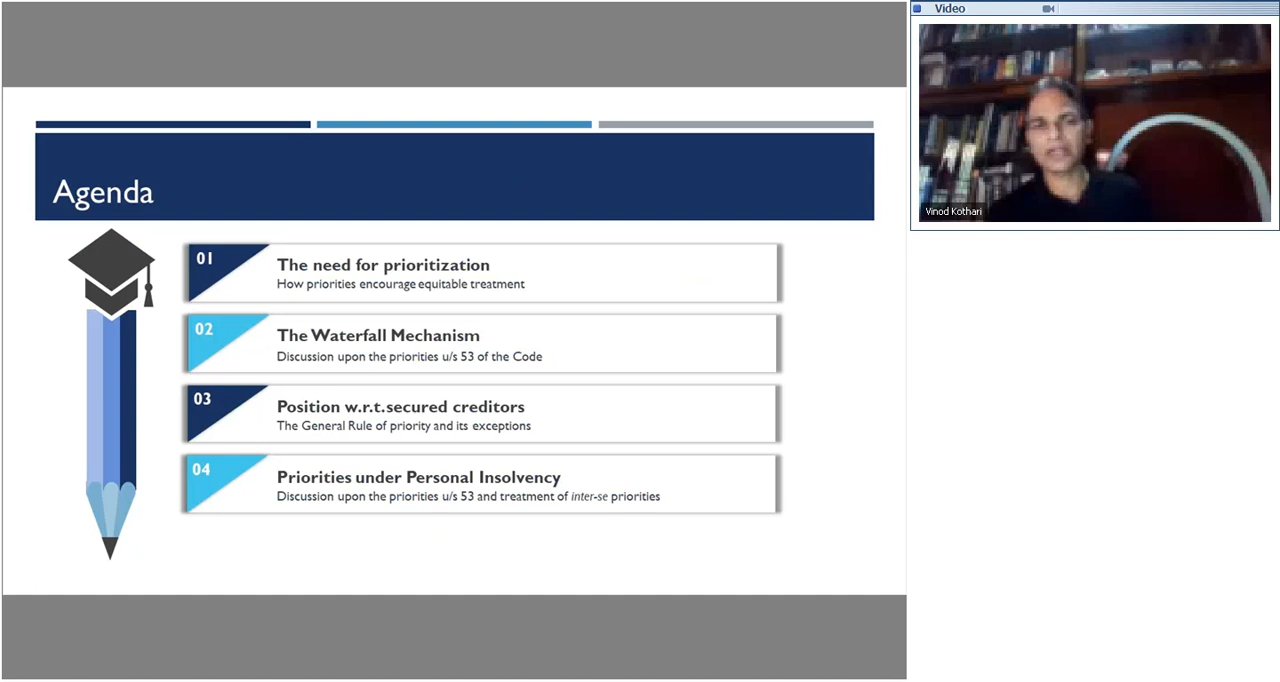 Video
Vinod Kothari
Agenda
01
The need for prioritization
How priorities encourage equitable treatment
02
The Waterfall Mechanism
Discussion upon the priorities u/s 53 of the Code
03
Position w.r.t. secured creditors
The General Rule of priority and its exceptions
04
Priorities under Personal Insolvency
Discussion upon the priorities u/s 53 and treatment of inter-se priorities